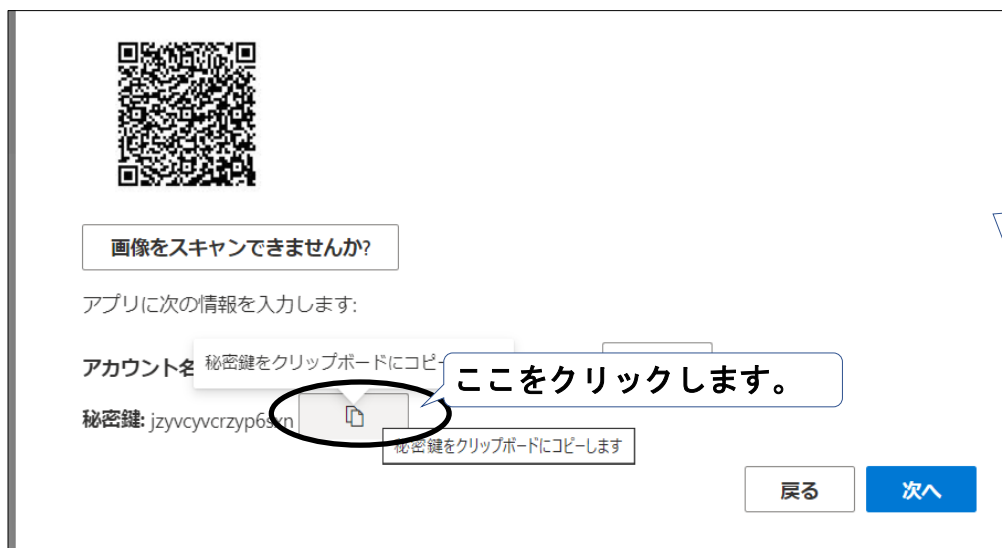 画像をスキャンできませんか?
アプリに次の情報を入力します:
アカウント名
秘密鍵をクリップボードにコピー
ここをクリックします。
秘密鍵: jzyvcyvcrzyp6
秘密鍵をクリップボードにコピーします
戻る
次へ